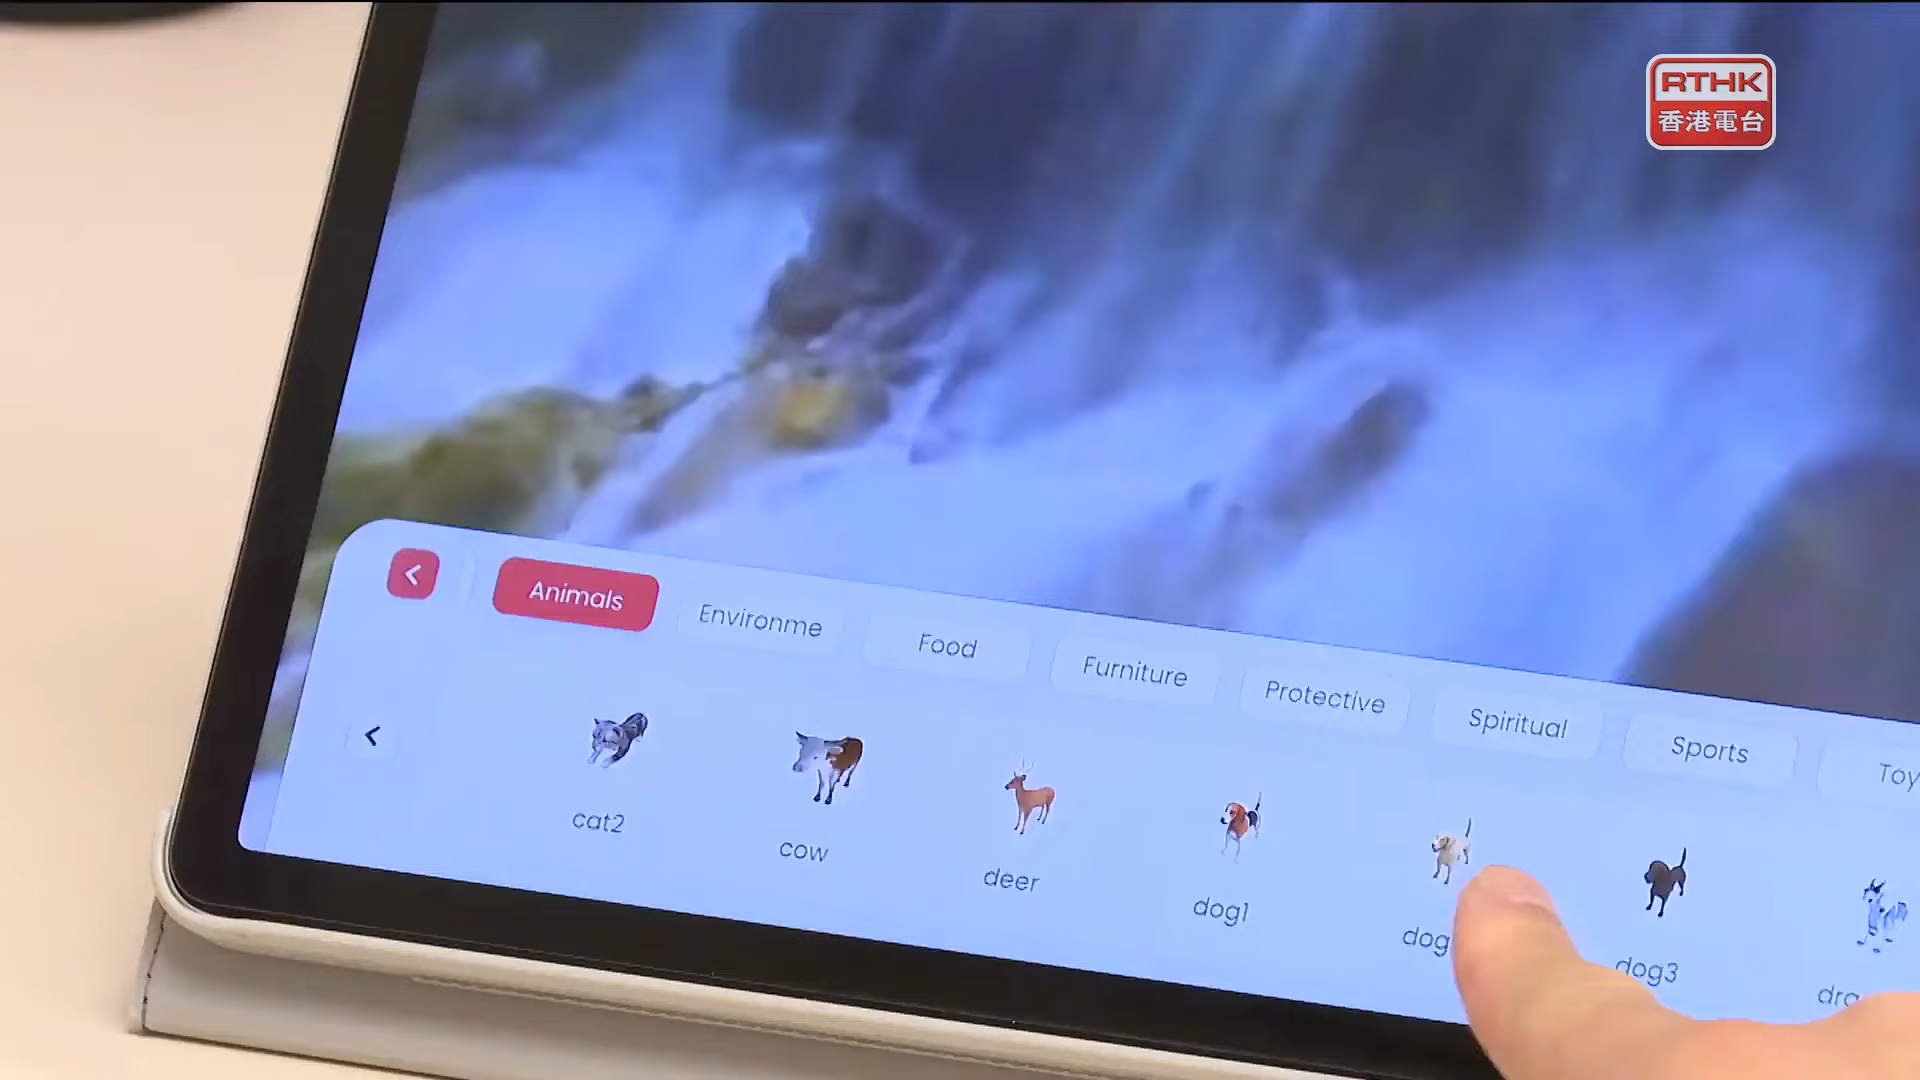 RTHK
香港電台
Animals
Environme
Food
Furniture
Protective
Spiritual
Sports
Toy
cat2
cow
deer
dog1
dog
dog3
dra